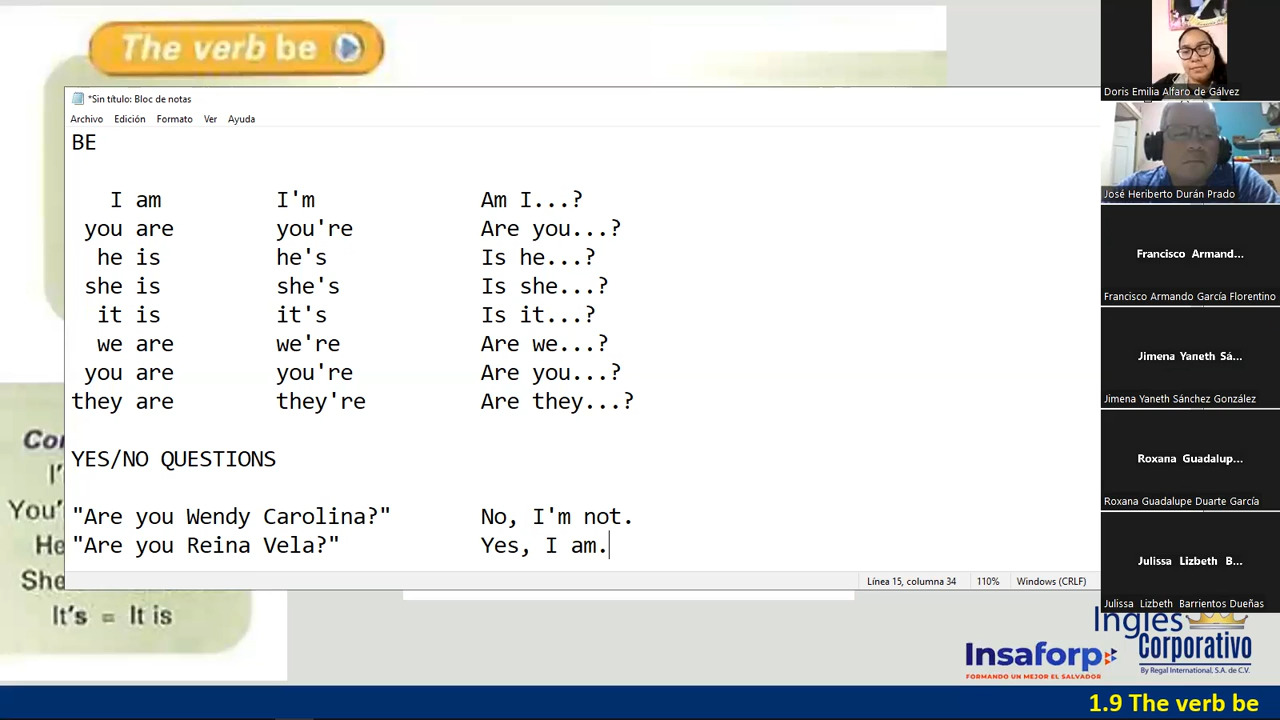 The verb be
*Sin título: Bloc de notas
Archivo Edición Formato Ver Ayuda
BE
I am I'm Am I...?
you are you're Are you...?
he is he's Is he...?
she is she's Is she...?
it is it's Is it...?
we are we're Are we...?
you are you're Are you...?
they are they're Are they...?
YES/NO QUESTIONS
"Are you Wendy Carolina?" No, I'm not.
"Are you Reina Vela?" Yes, I am.
Línea 15, columna 34 110% Windows (CRLF)
Con
I'
You'
He
She
It's = It is
Doris Emilia Alfaro de Gálvez
José Heriberto Durán Prado
Francisco Armand...
Francisco Armando García Florentino
Jimena Yaneth Sá...
Jimena Yaneth Sánchez González
Roxana Guadalup...
Roxana Guadalupe Duarte García
Julissa Lizbeth B...
Julissa Lizbeth Barrientos Dueñas
Insaforp
FORMANDO UN MEJOR EL SALVADOR
Inglés
Corporativo
By Regal International, S.A. de C.V.
1.9 The verb be